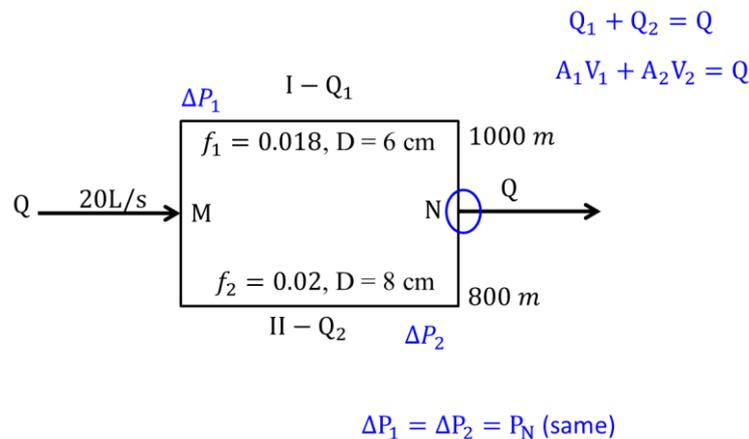 Q₁ + Q₂ = Q
A₁V₁ + A₂V₂ = Q
I − Q₁
ΔP₁
f₁ = 0.018, D = 6 cm
1000 m
Q
20L/s
M
N
Q
f₂ = 0.02, D = 8 cm
800 m
II − Q₂
ΔP₂
ΔP₁ = ΔP₂ = P_N (same)